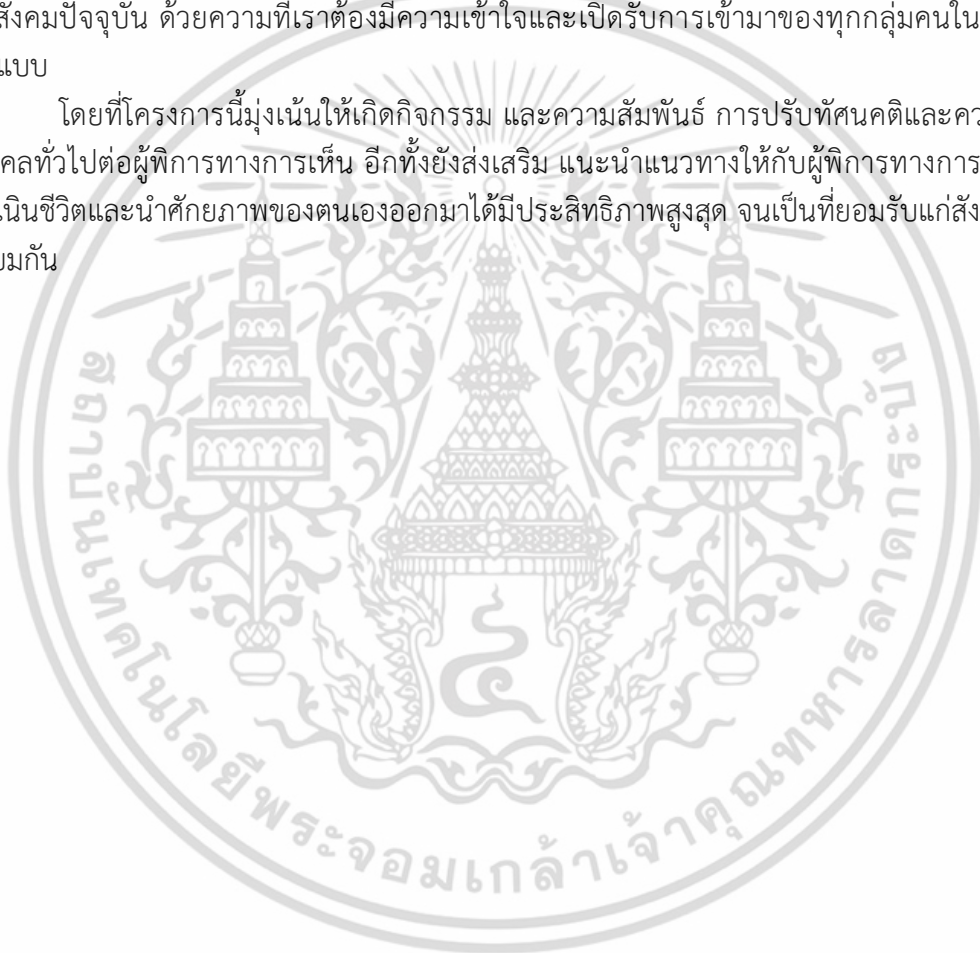 สังคมปัจจุบัน ด้วยความที่เราต้องมีความเข้าใจและเปิดรับการเข้ามาของทุกกลุ่มคนใน
แบบ
โดยที่โครงการนี้มุ่งเน้นให้เกิดกิจกรรม และความสัมพันธ์ การปรับทัศนคติและคว
คลทั่วไปต่อผู้พิการทางการเห็น อีกทั้งยังส่งเสริม แนะนำแนวทางให้กับผู้พิการทางการ
เนินชีวิตและนำศักยภาพของตนเองออกมาได้มีประสิทธิภาพสูงสุด จนเป็นที่ยอมรับแก่สัง
ยมกัน
สถาบันเทคโนโลยีพระจอมเกล้าเจ้าคุณทหารลาดกระบัง
๔